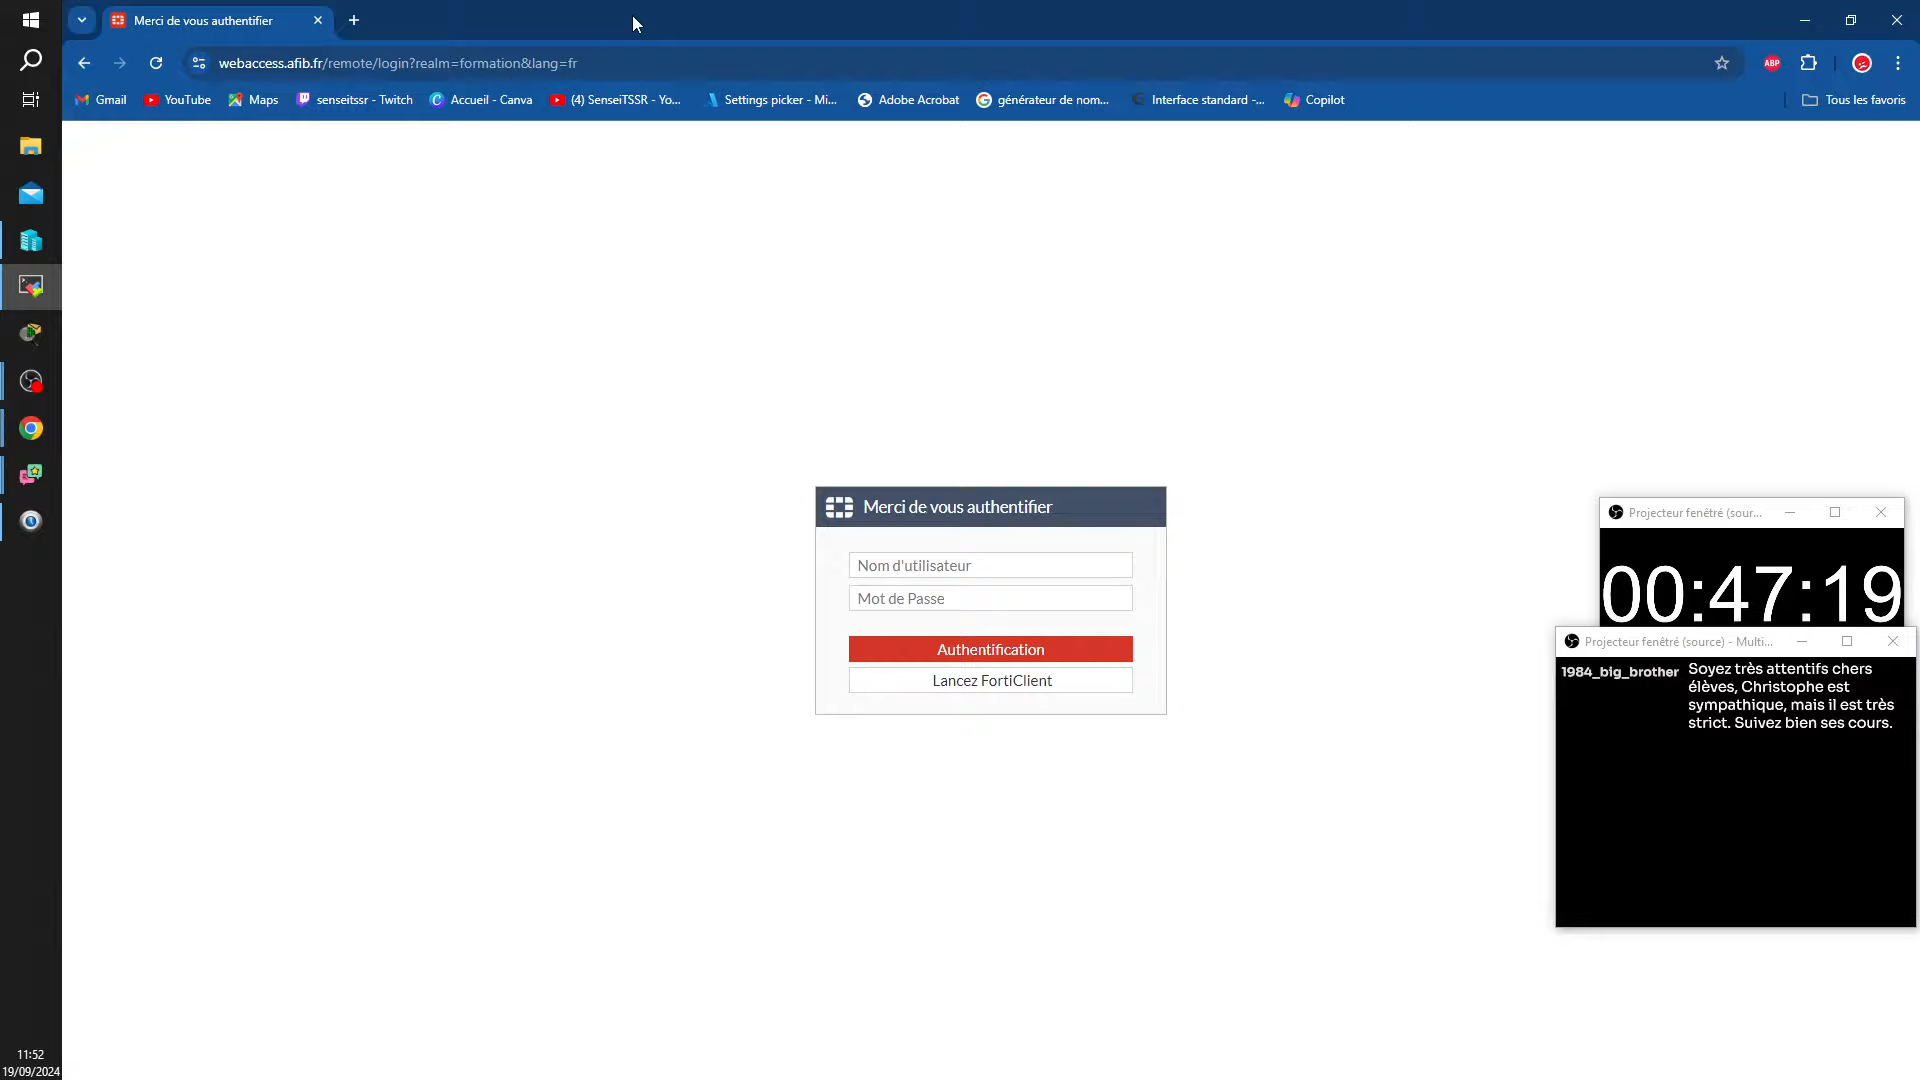 Merci de vous authentifier
webaccess.afib.fr/remote/login?realm=formation&lang=fr
ABP
Gmail
YouTube
Maps
senseitssr - Twitch
Accueil - Canva
(4) SenseiTSSR - Yo...
Settings picker - Mi...
Adobe Acrobat
générateur de nom...
Interface standard -...
Copilot
Tous les favoris
Merci de vous authentifier
Nom d'utilisateur
Mot de Passe
Authentification
Lancez FortiClient
Projecteur fenêtré (sour...
00:47:19
Projecteur fenêtré (source) - Multi...
1984_big_brother Soyez très attentifs chers
élèves, Christophe est
sympathique, mais il est très
strict. Suivez bien ses cours.
11:52
19/09/2024